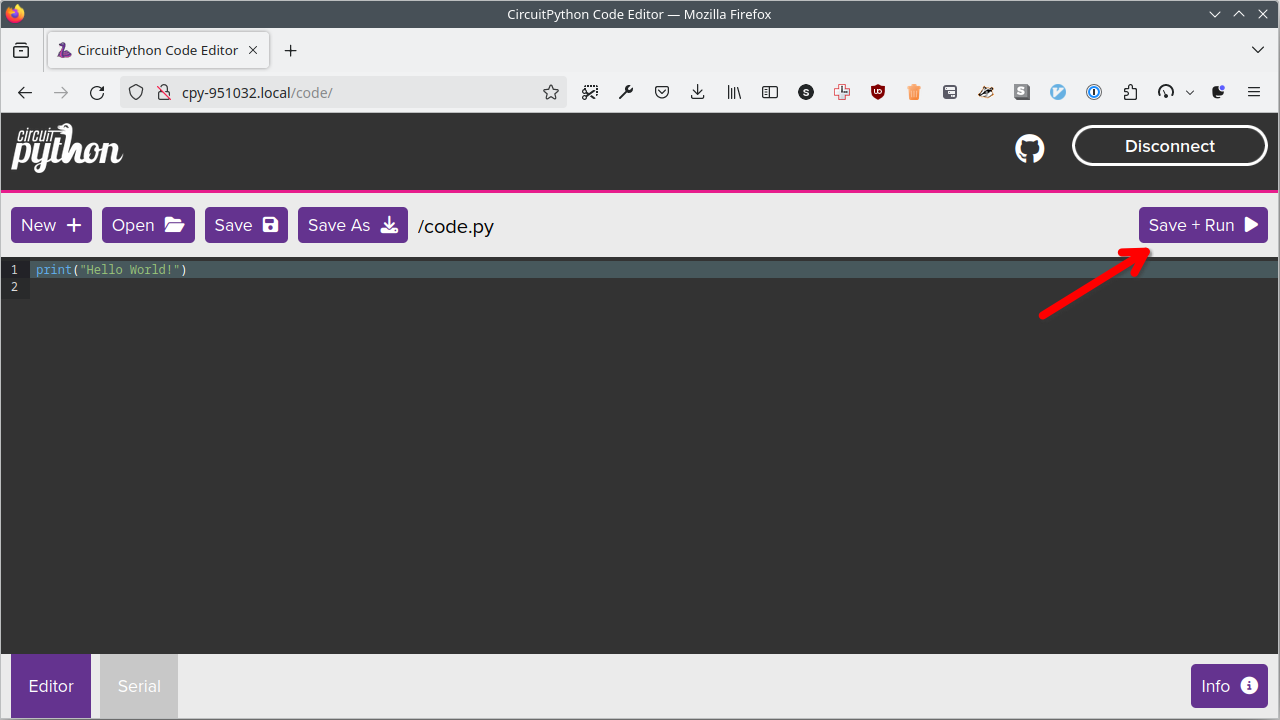 CircuitPython Code Editor — Mozilla Firefox
CircuitPython Code Editor
cpy-951032.local/code/
circuit
python
Disconnect
New
Open
Save
Save As
/code.py
Save + Run
1 print("Hello World!")
2
Editor
Serial
Info